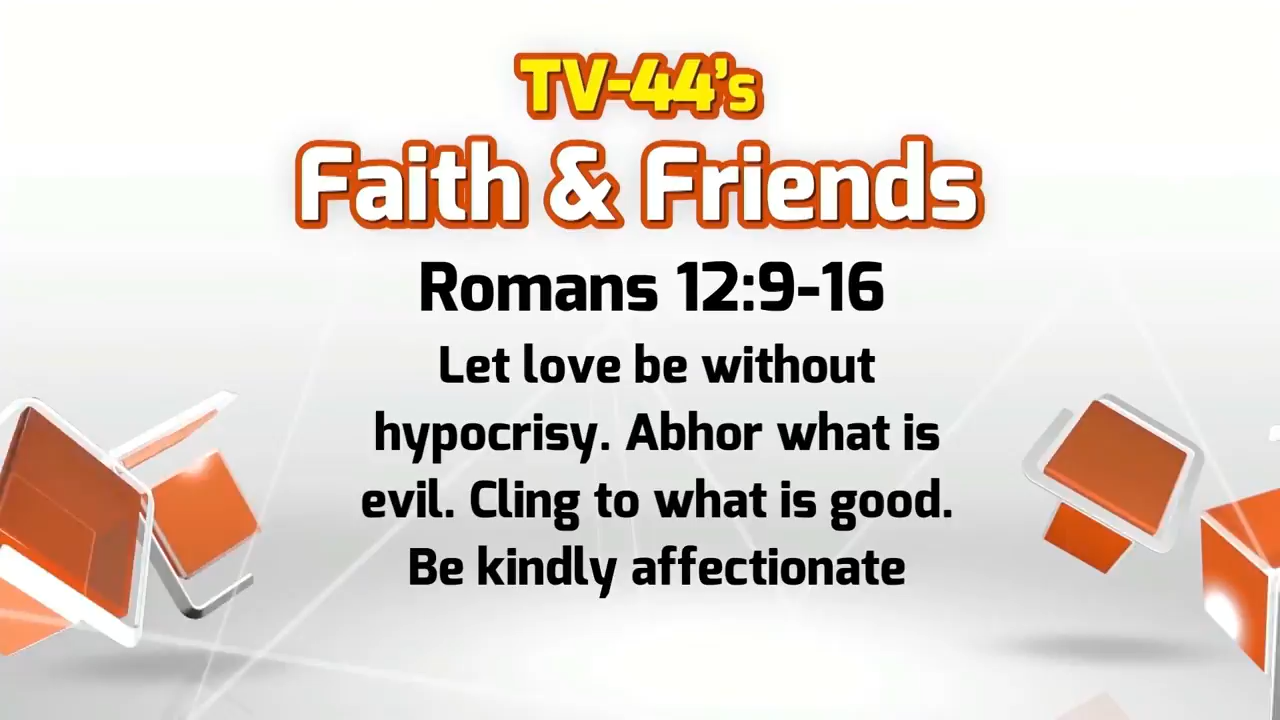 TV-44's
Faith & Friends
Romans 12:9-16
Let love be without
hypocrisy. Abhor what is
evil. Cling to what is good.
Be kindly affectionate